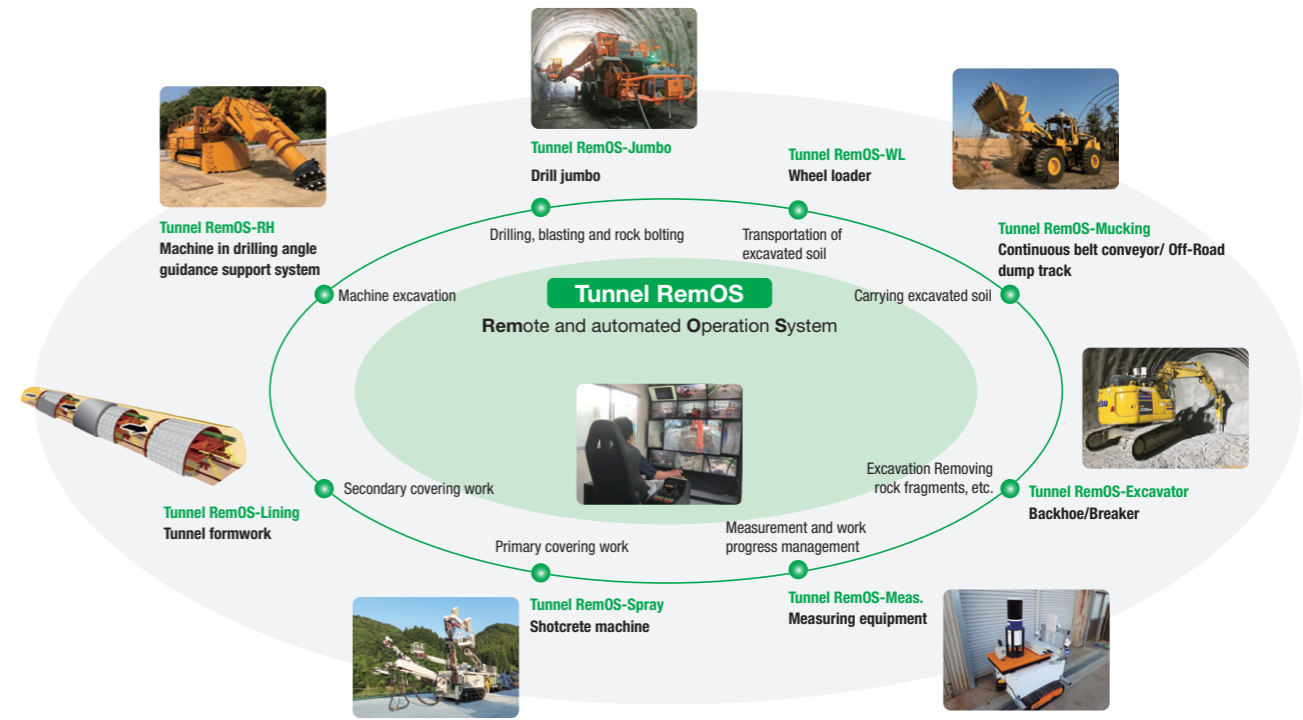 Tunnel RemOS-Jumbo
Drill jumbo
Drilling, blasting and rock bolting
Tunnel RemOS-WL
Wheel loader
Transportation of
excavated soil
Tunnel RemOS-RH
Machine in drilling angle
guidance support system
Machine excavation
Tunnel RemOS-Mucking
Continuous belt conveyor/ Off-Road
dump track
Carrying excavated soil
Tunnel RemOS
Remote and automated Operation System
Excavation Removing
rock fragments, etc.
Tunnel RemOS-Excavator
Backhoe/Breaker
Secondary covering work
Tunnel RemOS-Lining
Tunnel formwork
Primary covering work
Tunnel RemOS-Spray
Shotcrete machine
Measurement and work
progress management
Tunnel RemOS-Meas.
Measuring equipment